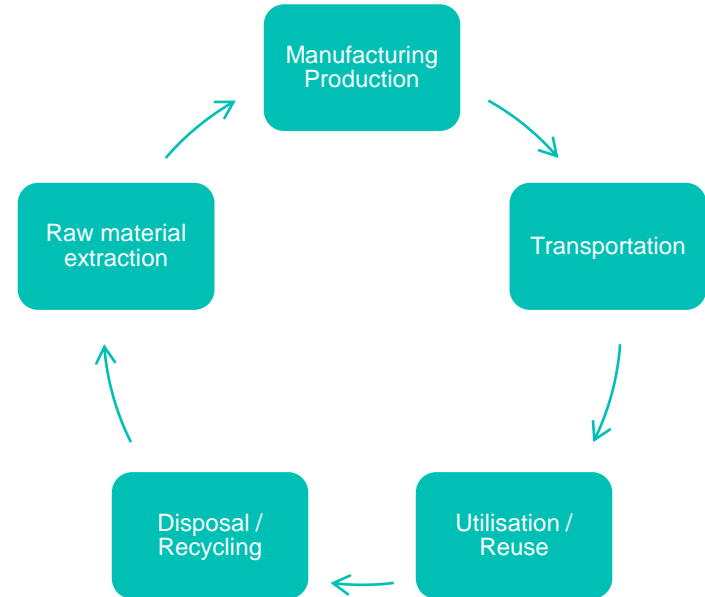 Manufacturing
Production
Transportation
Utilisation /
Reuse
Disposal /
Recycling
Raw material
extraction